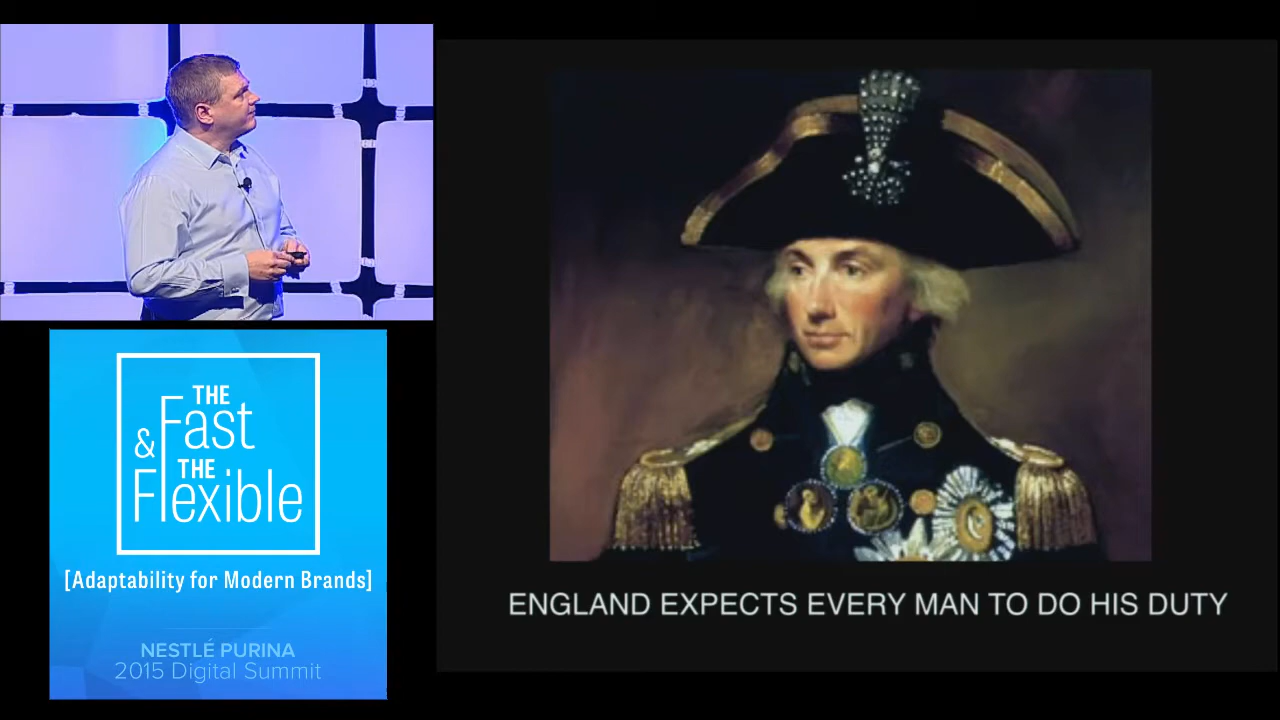 THE
Fast
&
THE
Flexible
[Adaptability for Modern Brands]
NESTLÉ PURINA
2015 Digital Summit
ENGLAND EXPECTS EVERY MAN TO DO HIS DUTY